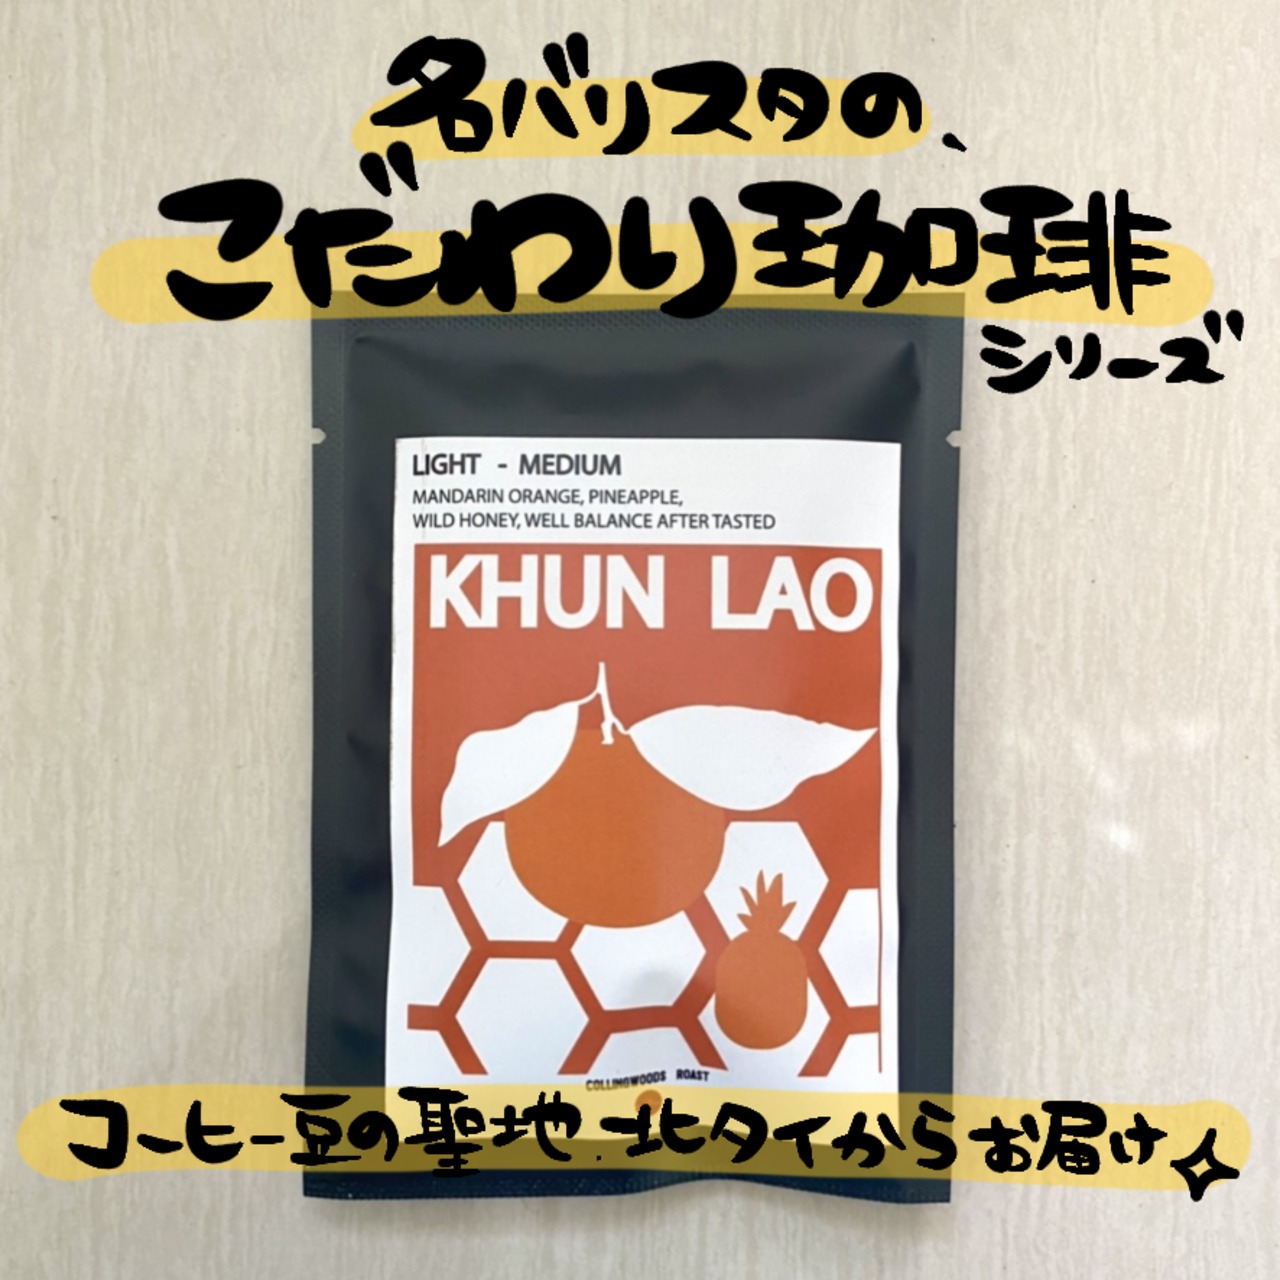 名バリスタの、
こだわり珈琲
シリーズ
LIGHT - MEDIUM
MANDARIN ORANGE, PINEAPPLE,
WILD HONEY, WELL BALANCE AFTER TASTED
KHUN LAO
COLLINGWOODS ROAST
コーヒー豆の聖地.北タイからお届け